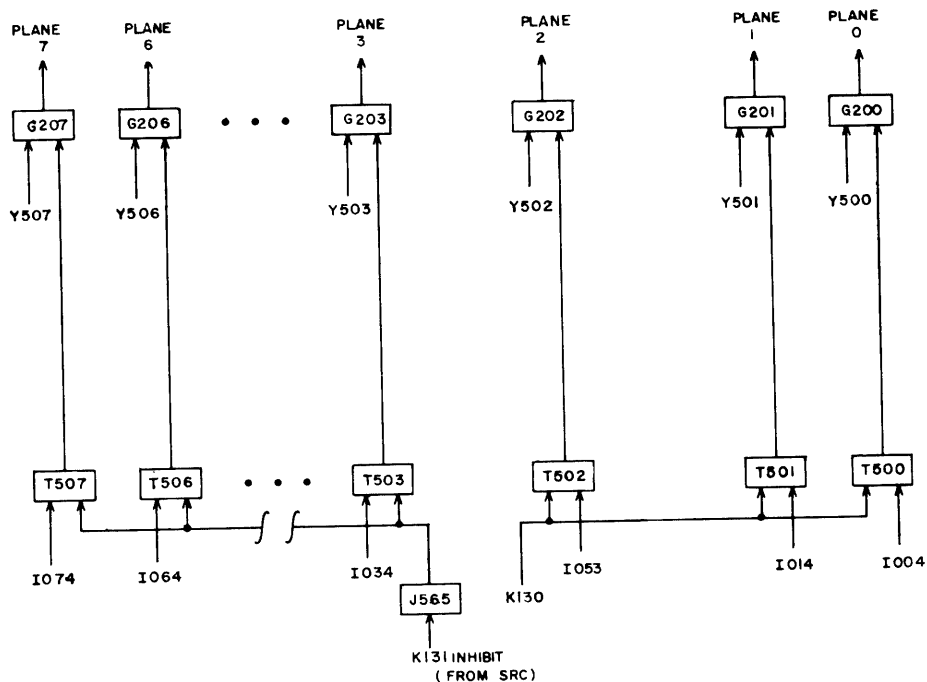 PLANE
7
PLANE
6
PLANE
3
PLANE
2
PLANE
1
PLANE
0
G207
G206
G203
G202
G201
G200
Y507
Y506
Y503
Y502
Y501
Y500
T507
T506
T503
T502
T501
T500
I074
I064
I034
I053
I014
I004
K130
J565
K131 INHIBIT
(FROM SRC)